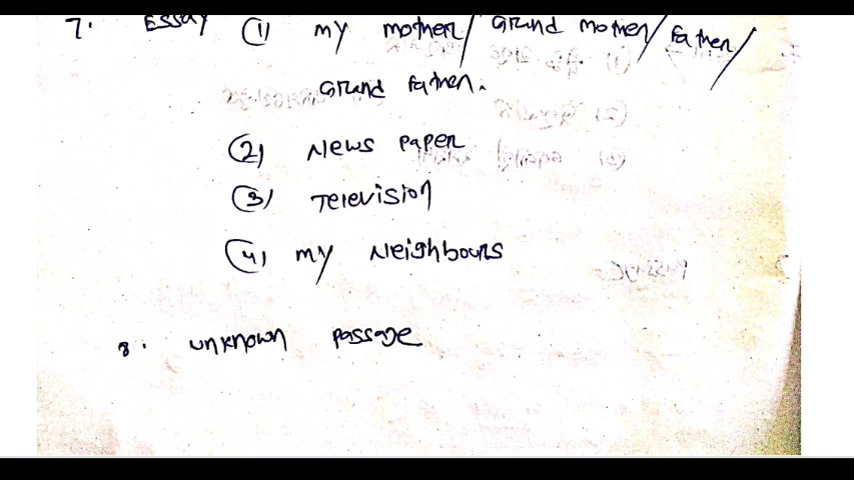 7. Essay (1) my mother/ Grand mother/ Father/
Grand Father.
(2) News Paper
(3) Television
(4) my Neighbours
8. unknown passage